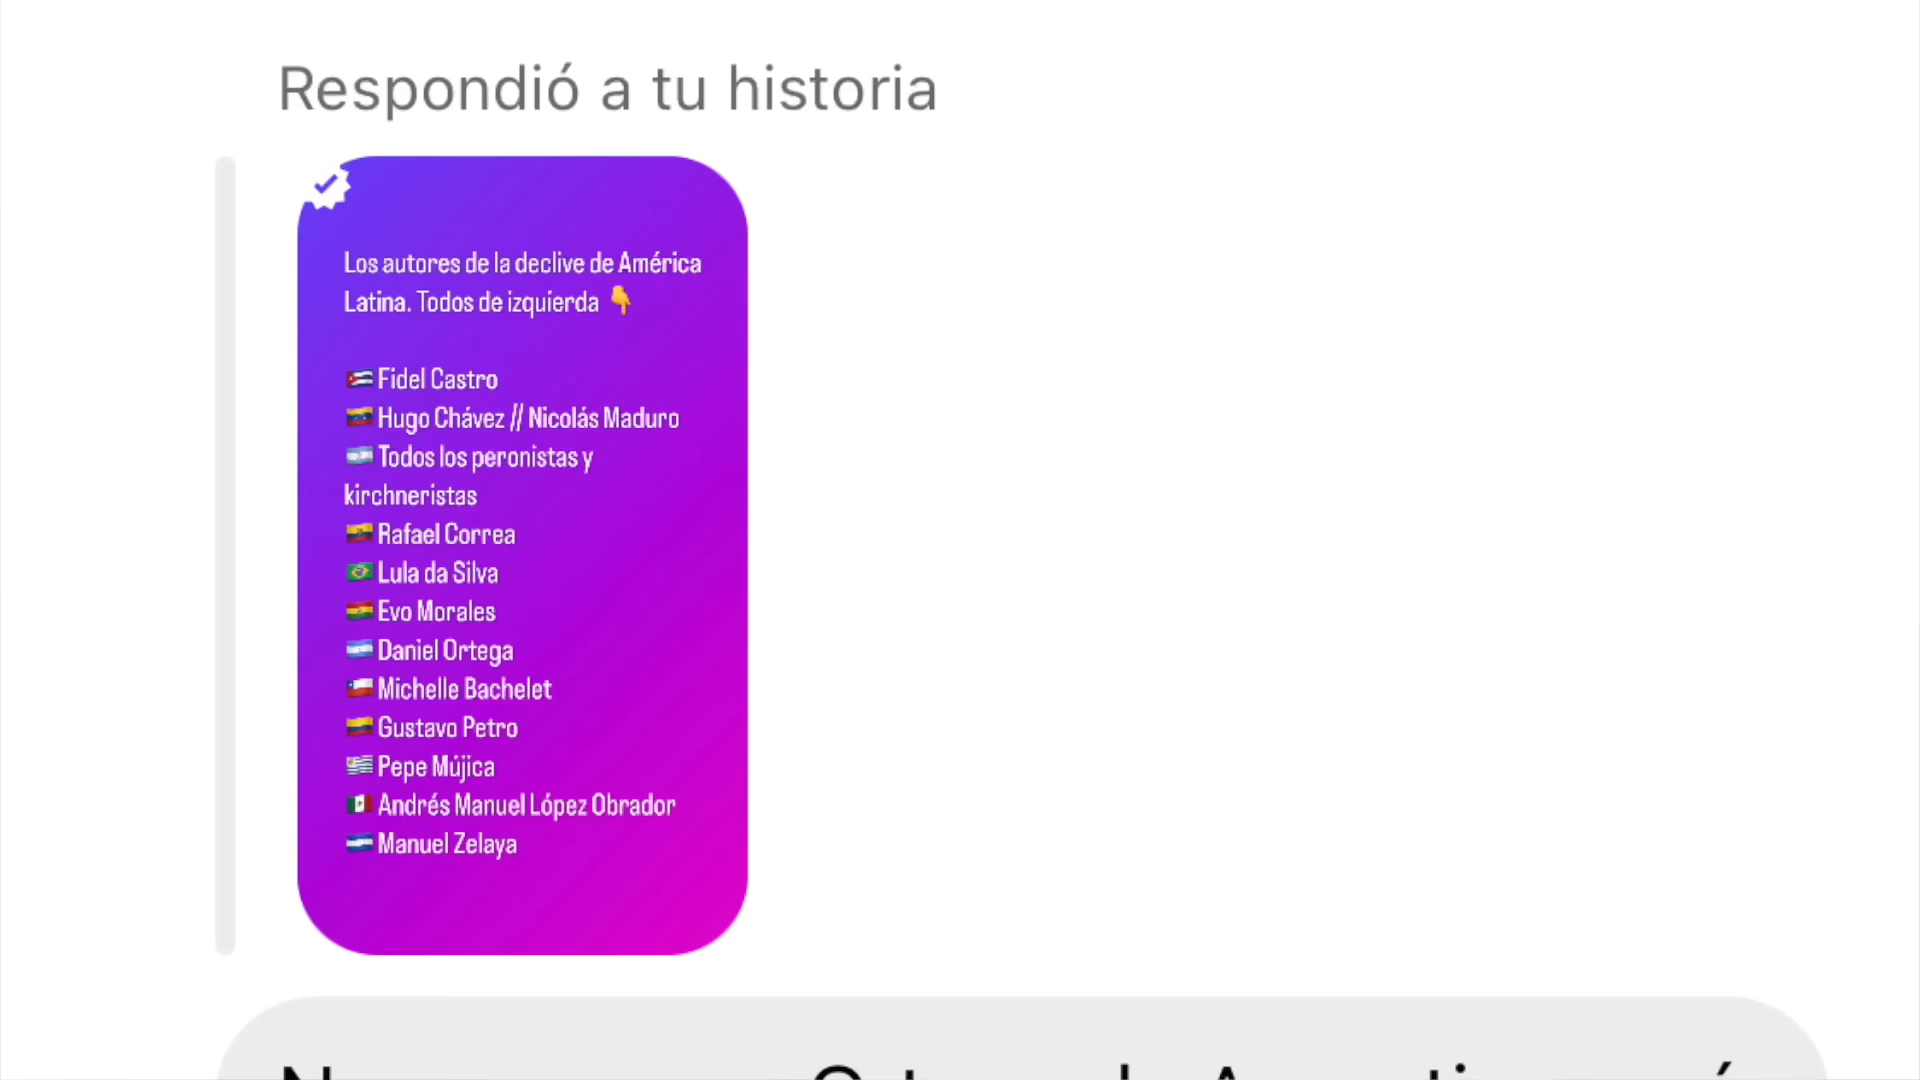 Respondió a tu historia
Los autores de la declive de América
Latina. Todos de izquierda 👇
🇨🇺 Fidel Castro
🇻🇪 Hugo Chávez // Nicolás Maduro
🇦🇷 Todos los peronistas y
kirchneristas
🇪🇨 Rafael Correa
🇧🇷 Lula da Silva
🇧🇴 Evo Morales
🇳🇮 Daniel Ortega
🇨🇱 Michelle Bachelet
🇨🇴 Gustavo Petro
🇺🇾 Pepe Mújica
🇲🇽 Andrés Manuel López Obrador
🇸🇻 Manuel Zelaya